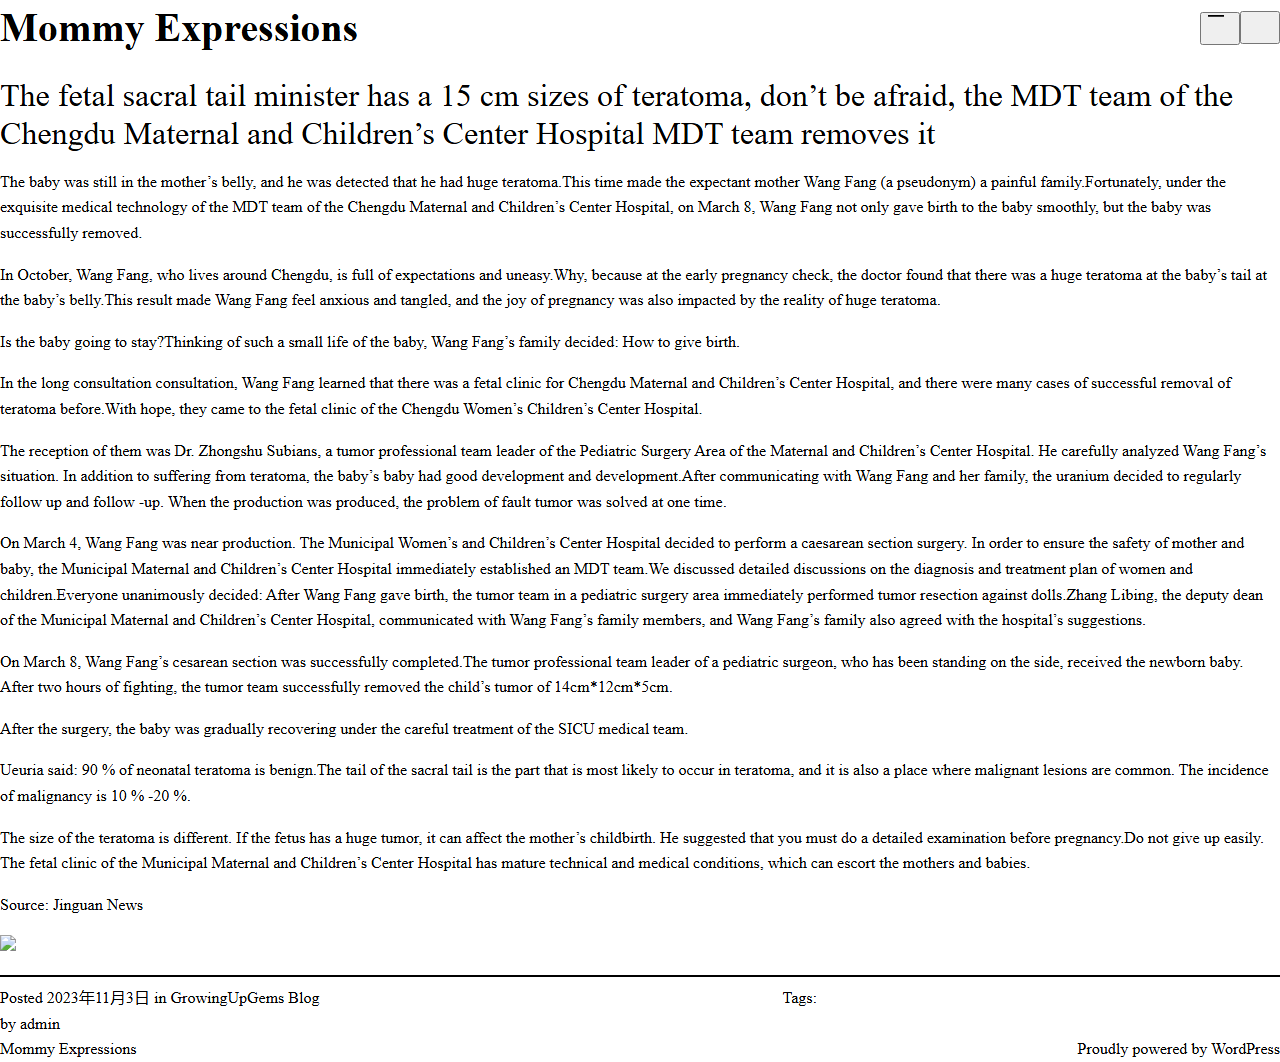 Mommy Expressions
The fetal sacral tail minister has a 15 cm sizes of teratoma, don’t be afraid, the MDT team of the
Chengdu Maternal and Children’s Center Hospital MDT team removes it
The baby was still in the mother’s belly, and he was detected that he had huge teratoma.This time made the expectant mother Wang Fang (a pseudonym) a painful family.Fortunately, under the
exquisite medical technology of the MDT team of the Chengdu Maternal and Children’s Center Hospital, on March 8, Wang Fang not only gave birth to the baby smoothly, but the baby was
successfully removed.
In October, Wang Fang, who lives around Chengdu, is full of expectations and uneasy.Why, because at the early pregnancy check, the doctor found that there was a huge teratoma at the baby’s tail at
the baby’s belly.This result made Wang Fang feel anxious and tangled, and the joy of pregnancy was also impacted by the reality of huge teratoma.
Is the baby going to stay?Thinking of such a small life of the baby, Wang Fang’s family decided: How to give birth.
In the long consultation consultation, Wang Fang learned that there was a fetal clinic for Chengdu Maternal and Children’s Center Hospital, and there were many cases of successful removal of
teratoma before.With hope, they came to the fetal clinic of the Chengdu Women’s Children’s Center Hospital.
The reception of them was Dr. Zhongshu Subians, a tumor professional team leader of the Pediatric Surgery Area of the Maternal and Children’s Center Hospital. He carefully analyzed Wang Fang’s
situation. In addition to suffering from teratoma, the baby’s baby had good development and development.After communicating with Wang Fang and her family, the uranium decided to regularly
follow up and follow -up. When the production was produced, the problem of fault tumor was solved at one time.
On March 4, Wang Fang was near production. The Municipal Women’s and Children’s Center Hospital decided to perform a caesarean section surgery. In order to ensure the safety of mother and
baby, the Municipal Maternal and Children’s Center Hospital immediately established an MDT team.We discussed detailed discussions on the diagnosis and treatment plan of women and
children.Everyone unanimously decided: After Wang Fang gave birth, the tumor team in a pediatric surgery area immediately performed tumor resection against dolls.Zhang Libing, the deputy dean
of the Municipal Maternal and Children’s Center Hospital, communicated with Wang Fang’s family members, and Wang Fang’s family also agreed with the hospital’s suggestions.
On March 8, Wang Fang’s cesarean section was successfully completed.The tumor professional team leader of a pediatric surgeon, who has been standing on the side, received the newborn baby.
After two hours of fighting, the tumor team successfully removed the child’s tumor of 14cm*12cm*5cm.
After the surgery, the baby was gradually recovering under the careful treatment of the SICU medical team.
Ueuria said: 90 % of neonatal teratoma is benign.The tail of the sacral tail is the part that is most likely to occur in teratoma, and it is also a place where malignant lesions are common. The incidence
of malignancy is 10 % -20 %.
The size of the teratoma is different. If the fetus has a huge tumor, it can affect the mother’s childbirth. He suggested that you must do a detailed examination before pregnancy.Do not give up easily.
The fetal clinic of the Municipal Maternal and Children’s Center Hospital has mature technical and medical conditions, which can escort the mothers and babies.
Source: Jinguan News
Posted 2023年11月3日 in GrowingUpGems Blog
Tags:
by admin
Mommy Expressions
Proudly powered by WordPress